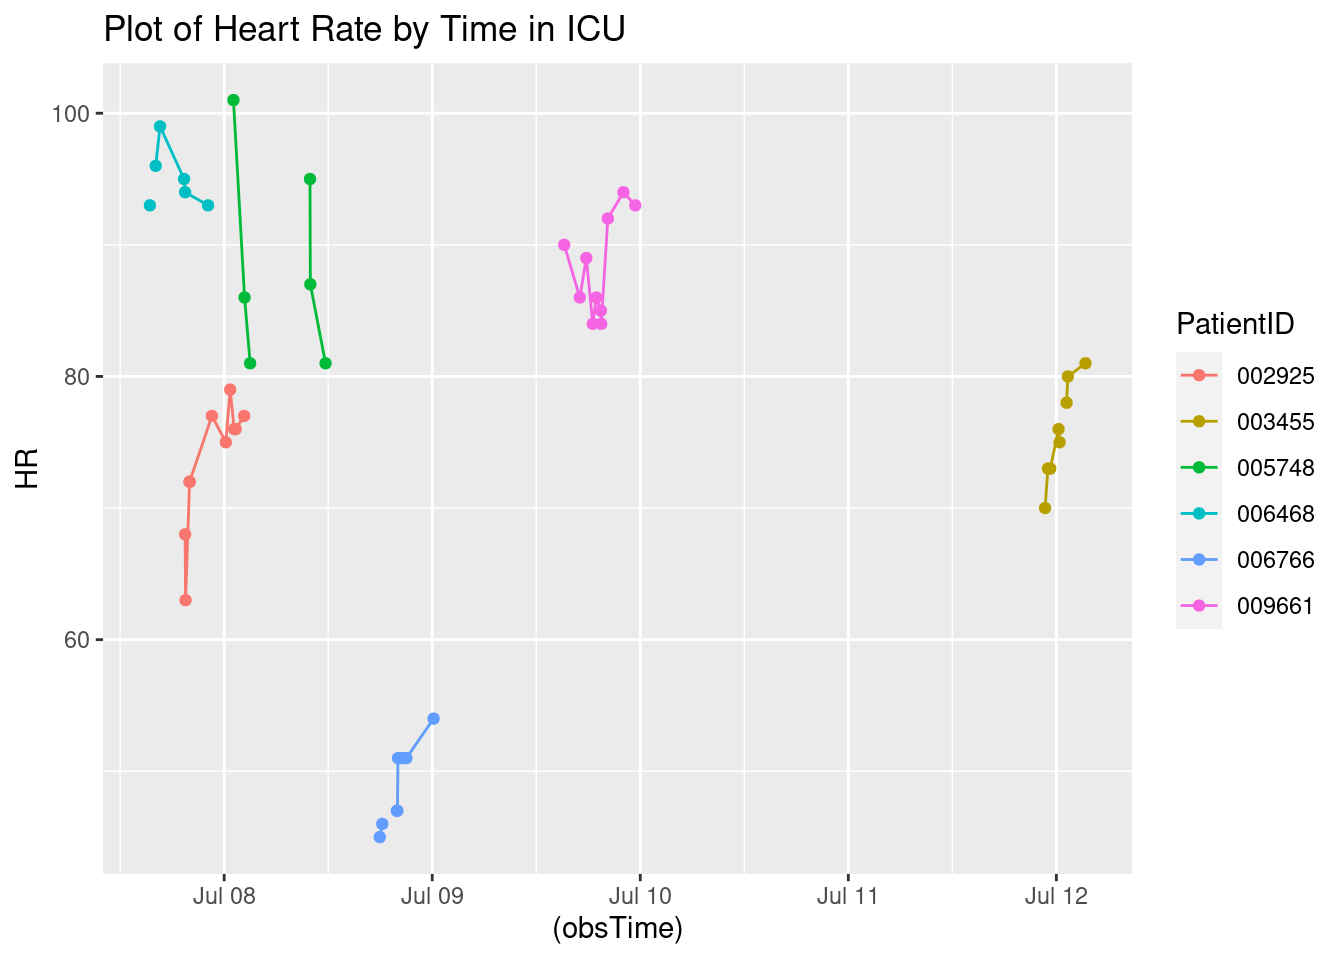 Plot of Heart Rate by Time in ICU
100
80
60
HR
Jul 08
Jul 09
Jul 10
Jul 11
Jul 12
(obsTime)
PatientID
002925
003455
005748
006468
006766
009661